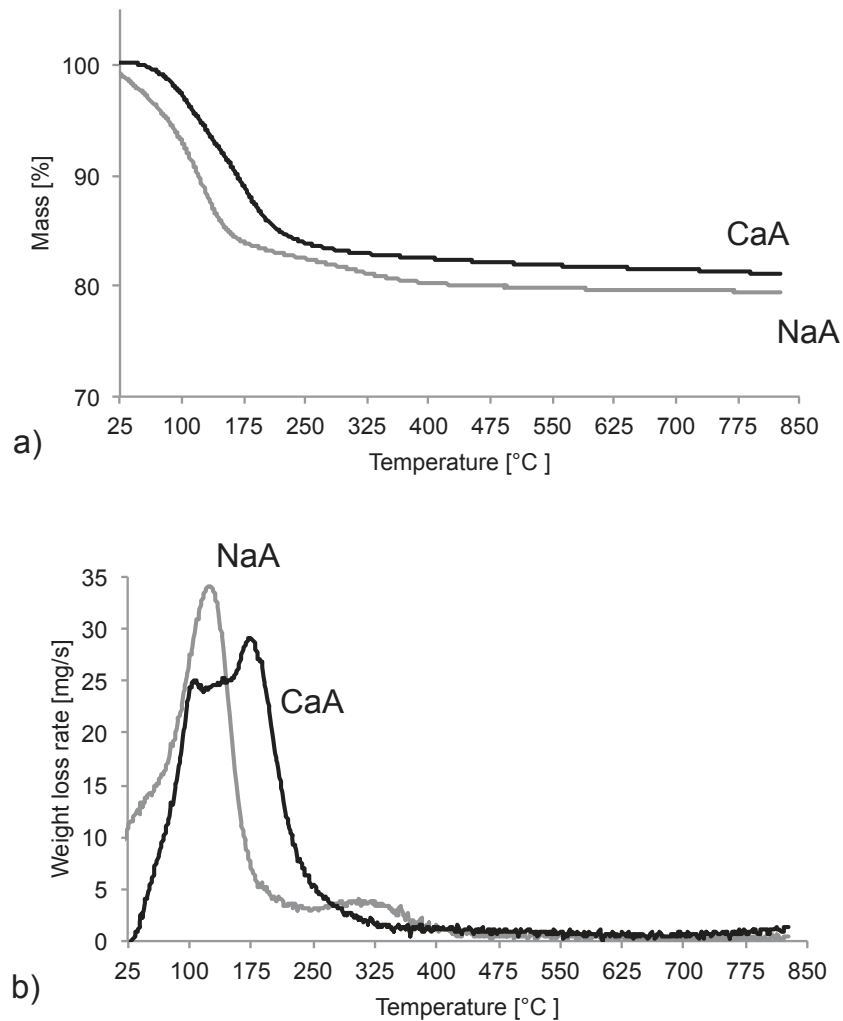 100
90
80
70
Mass [%]
CaA
NaA
25 100 175 250 325 400 475 550 625 700 775 850
Temperature [°C ]
a)
NaA
35
30
25
20
15
10
5
0
Weight loss rate [mg/s]
CaA
25 100 175 250 325 400 475 550 625 700 775 850
Temperature [°C ]
b)